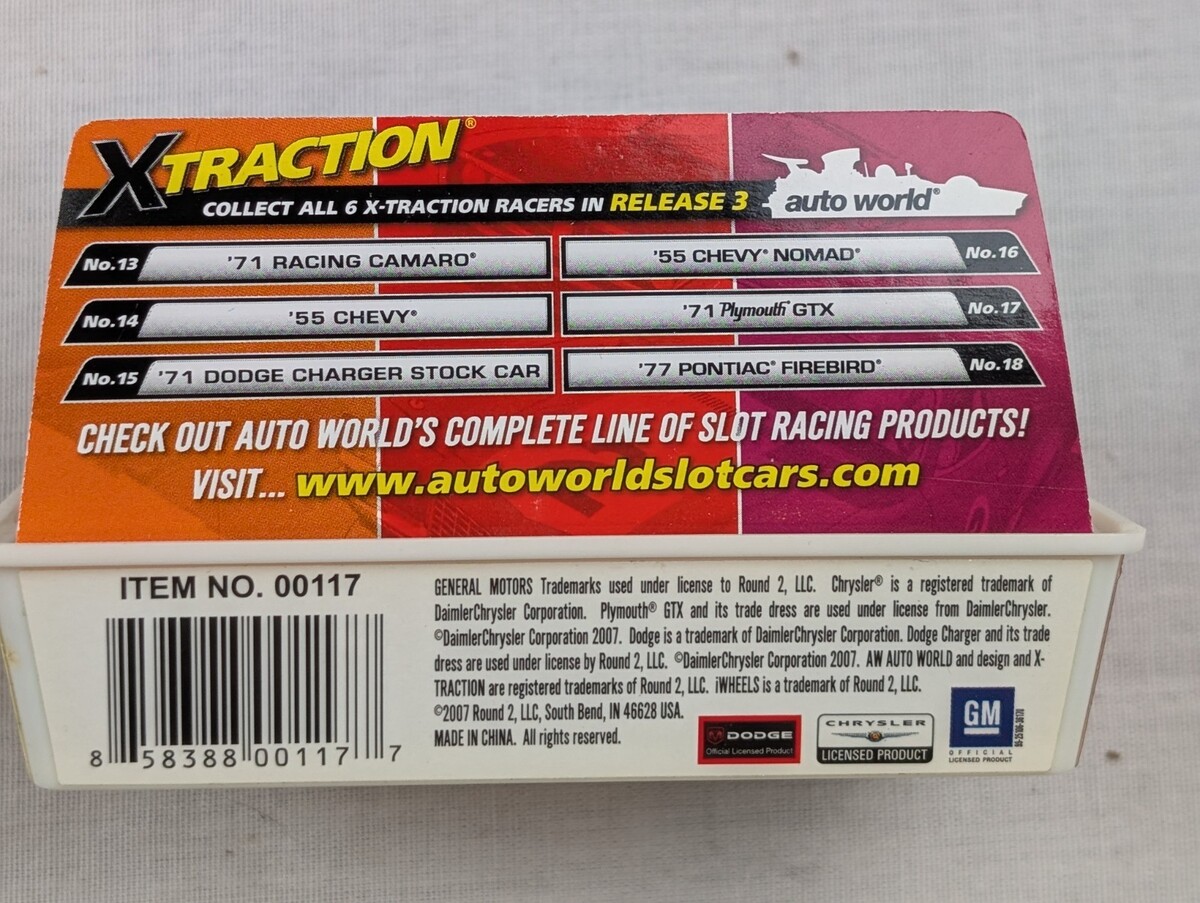 XTRACTION®
COLLECT ALL 6 X-TRACTION RACERS IN RELEASE 3
auto world®
No.13 '71 RACING CAMARO®
'55 CHEVY® NOMAD® No.16
No.14 '55 CHEVY®
'71 Plymouth® GTX No.17
No.15 '71 DODGE CHARGER STOCK CAR
'77 PONTIAC® FIREBIRD® No.18
CHECK OUT AUTO WORLD'S COMPLETE LINE OF SLOT RACING PRODUCTS!
VISIT... www.autoworldslotcars.com
ITEM NO. 00117
8 58388 00117 7
GENERAL MOTORS Trademarks used under license to Round 2, LLC. Chrysler® is a registered trademark of
DaimlerChrysler Corporation. Plymouth® GTX and its trade dress are used under license from DaimlerChrysler.
©DaimlerChrysler Corporation 2007. Dodge is a trademark of DaimlerChrysler Corporation. Dodge Charger and its trade
dress are used under license by Round 2, LLC. ©DaimlerChrysler Corporation 2007. AW AUTO WORLD and design and X-
TRACTION are registered trademarks of Round 2, LLC. iWHEELS is a trademark of Round 2, LLC.
©2007 Round 2, LLC, South Bend, IN 46628 USA.
MADE IN CHINA. All rights reserved.
DODGE
Official Licensed Product
CHRYSLER
LICENSED PRODUCT
GM
OFFICIAL
LICENSED PRODUCT